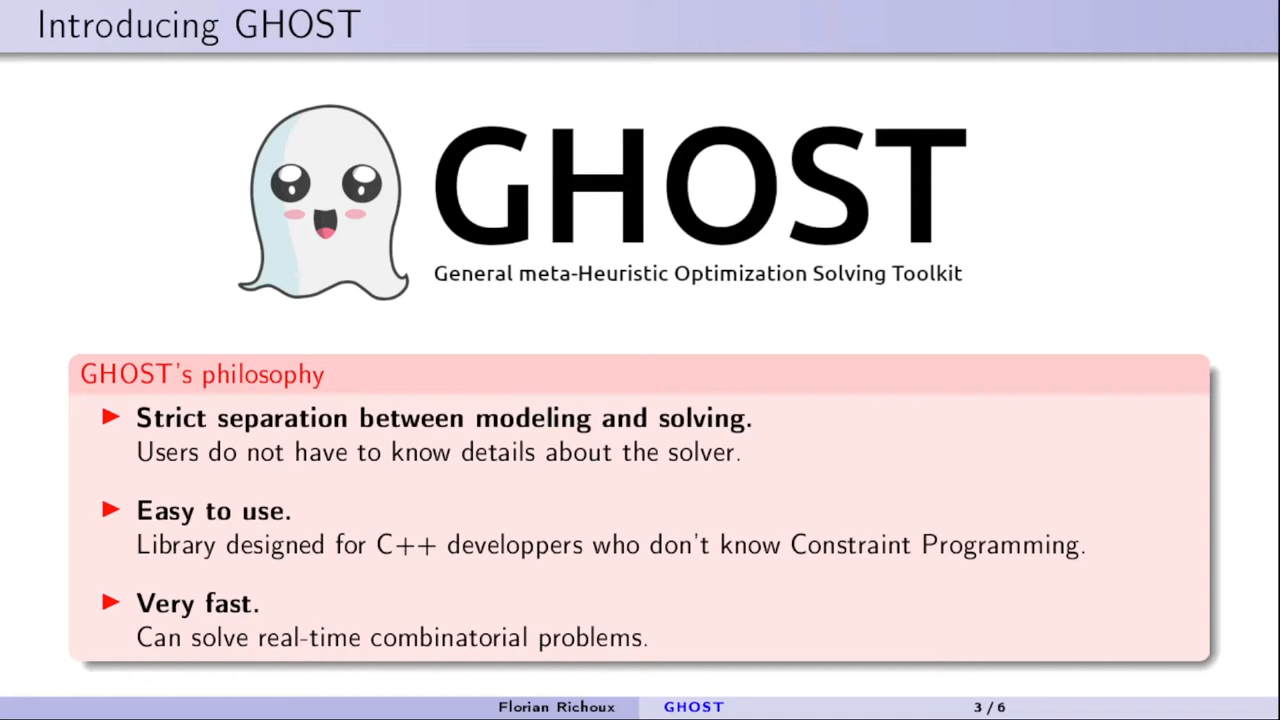 Introducing GHOST
GHOST
General meta-Heuristic Optimization Solving Toolkit
GHOST's philosophy
Strict separation between modeling and solving.
Users do not have to know details about the solver.
Easy to use.
Library designed for C++ developpers who don't know Constraint Programming.
Very fast.
Can solve real-time combinatorial problems.
Florian Richoux GHOST 3 / 6